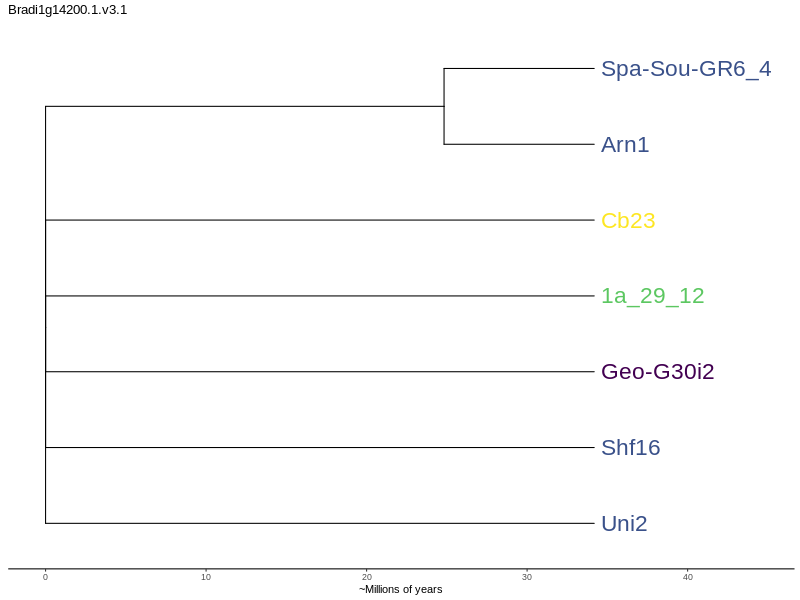 Bradi1g14200.1.v3.1
Spa-Sou-GR6_4
Arn1
Cb23
1a_29_12
Geo-G30i2
Shf16
Uni2
0 10 20 30 40
~Millions of years